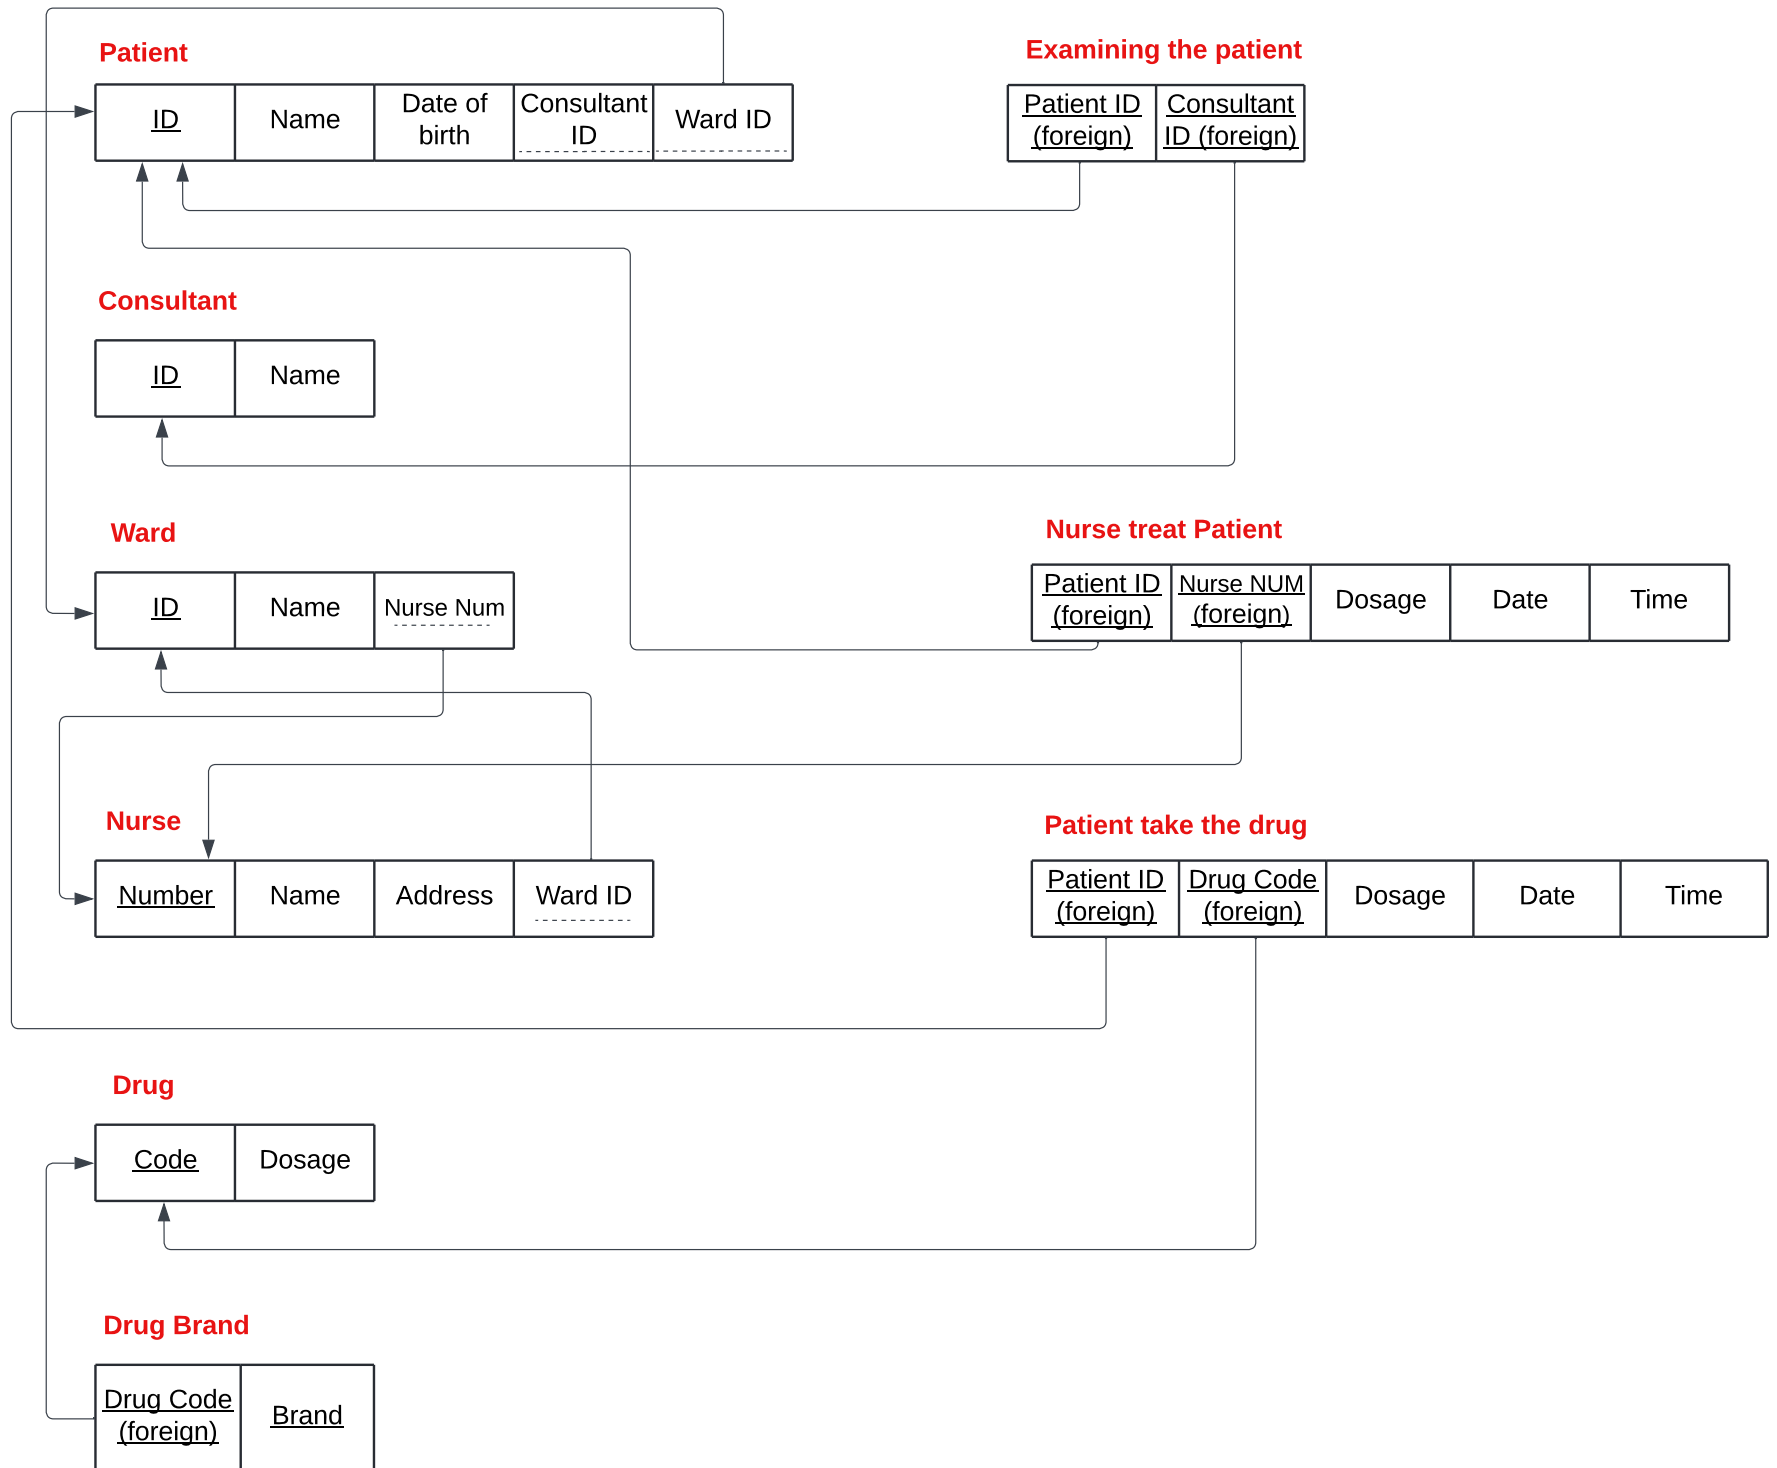 Patient
ID
Name
Date of
birth
Consultant
ID
Ward ID
Examining the patient
Patient ID
(foreign)
Consultant
ID (foreign)
Consultant
ID
Name
Ward
ID
Name
Nurse Num
Nurse treat Patient
Patient ID
(foreign)
Nurse NUM
(foreign)
Dosage
Date
Time
Nurse
Number
Name
Address
Ward ID
Patient take the drug
Patient ID
(foreign)
Drug Code
(foreign)
Dosage
Date
Time
Drug
Code
Dosage
Drug Brand
Drug Code
(foreign)
Brand